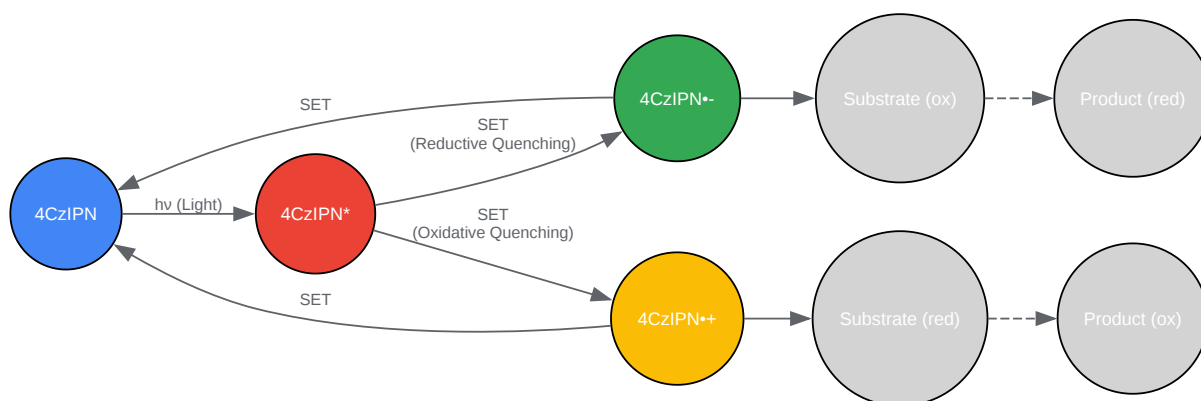 4CzIPN
hν (Light)
4CzIPN*
SET
SET
(Reductive Quenching)
4CzIPN•-
Substrate (ox)
Product (red)
SET
(Oxidative Quenching)
SET
4CzIPN•+
Substrate (red)
Product (ox)